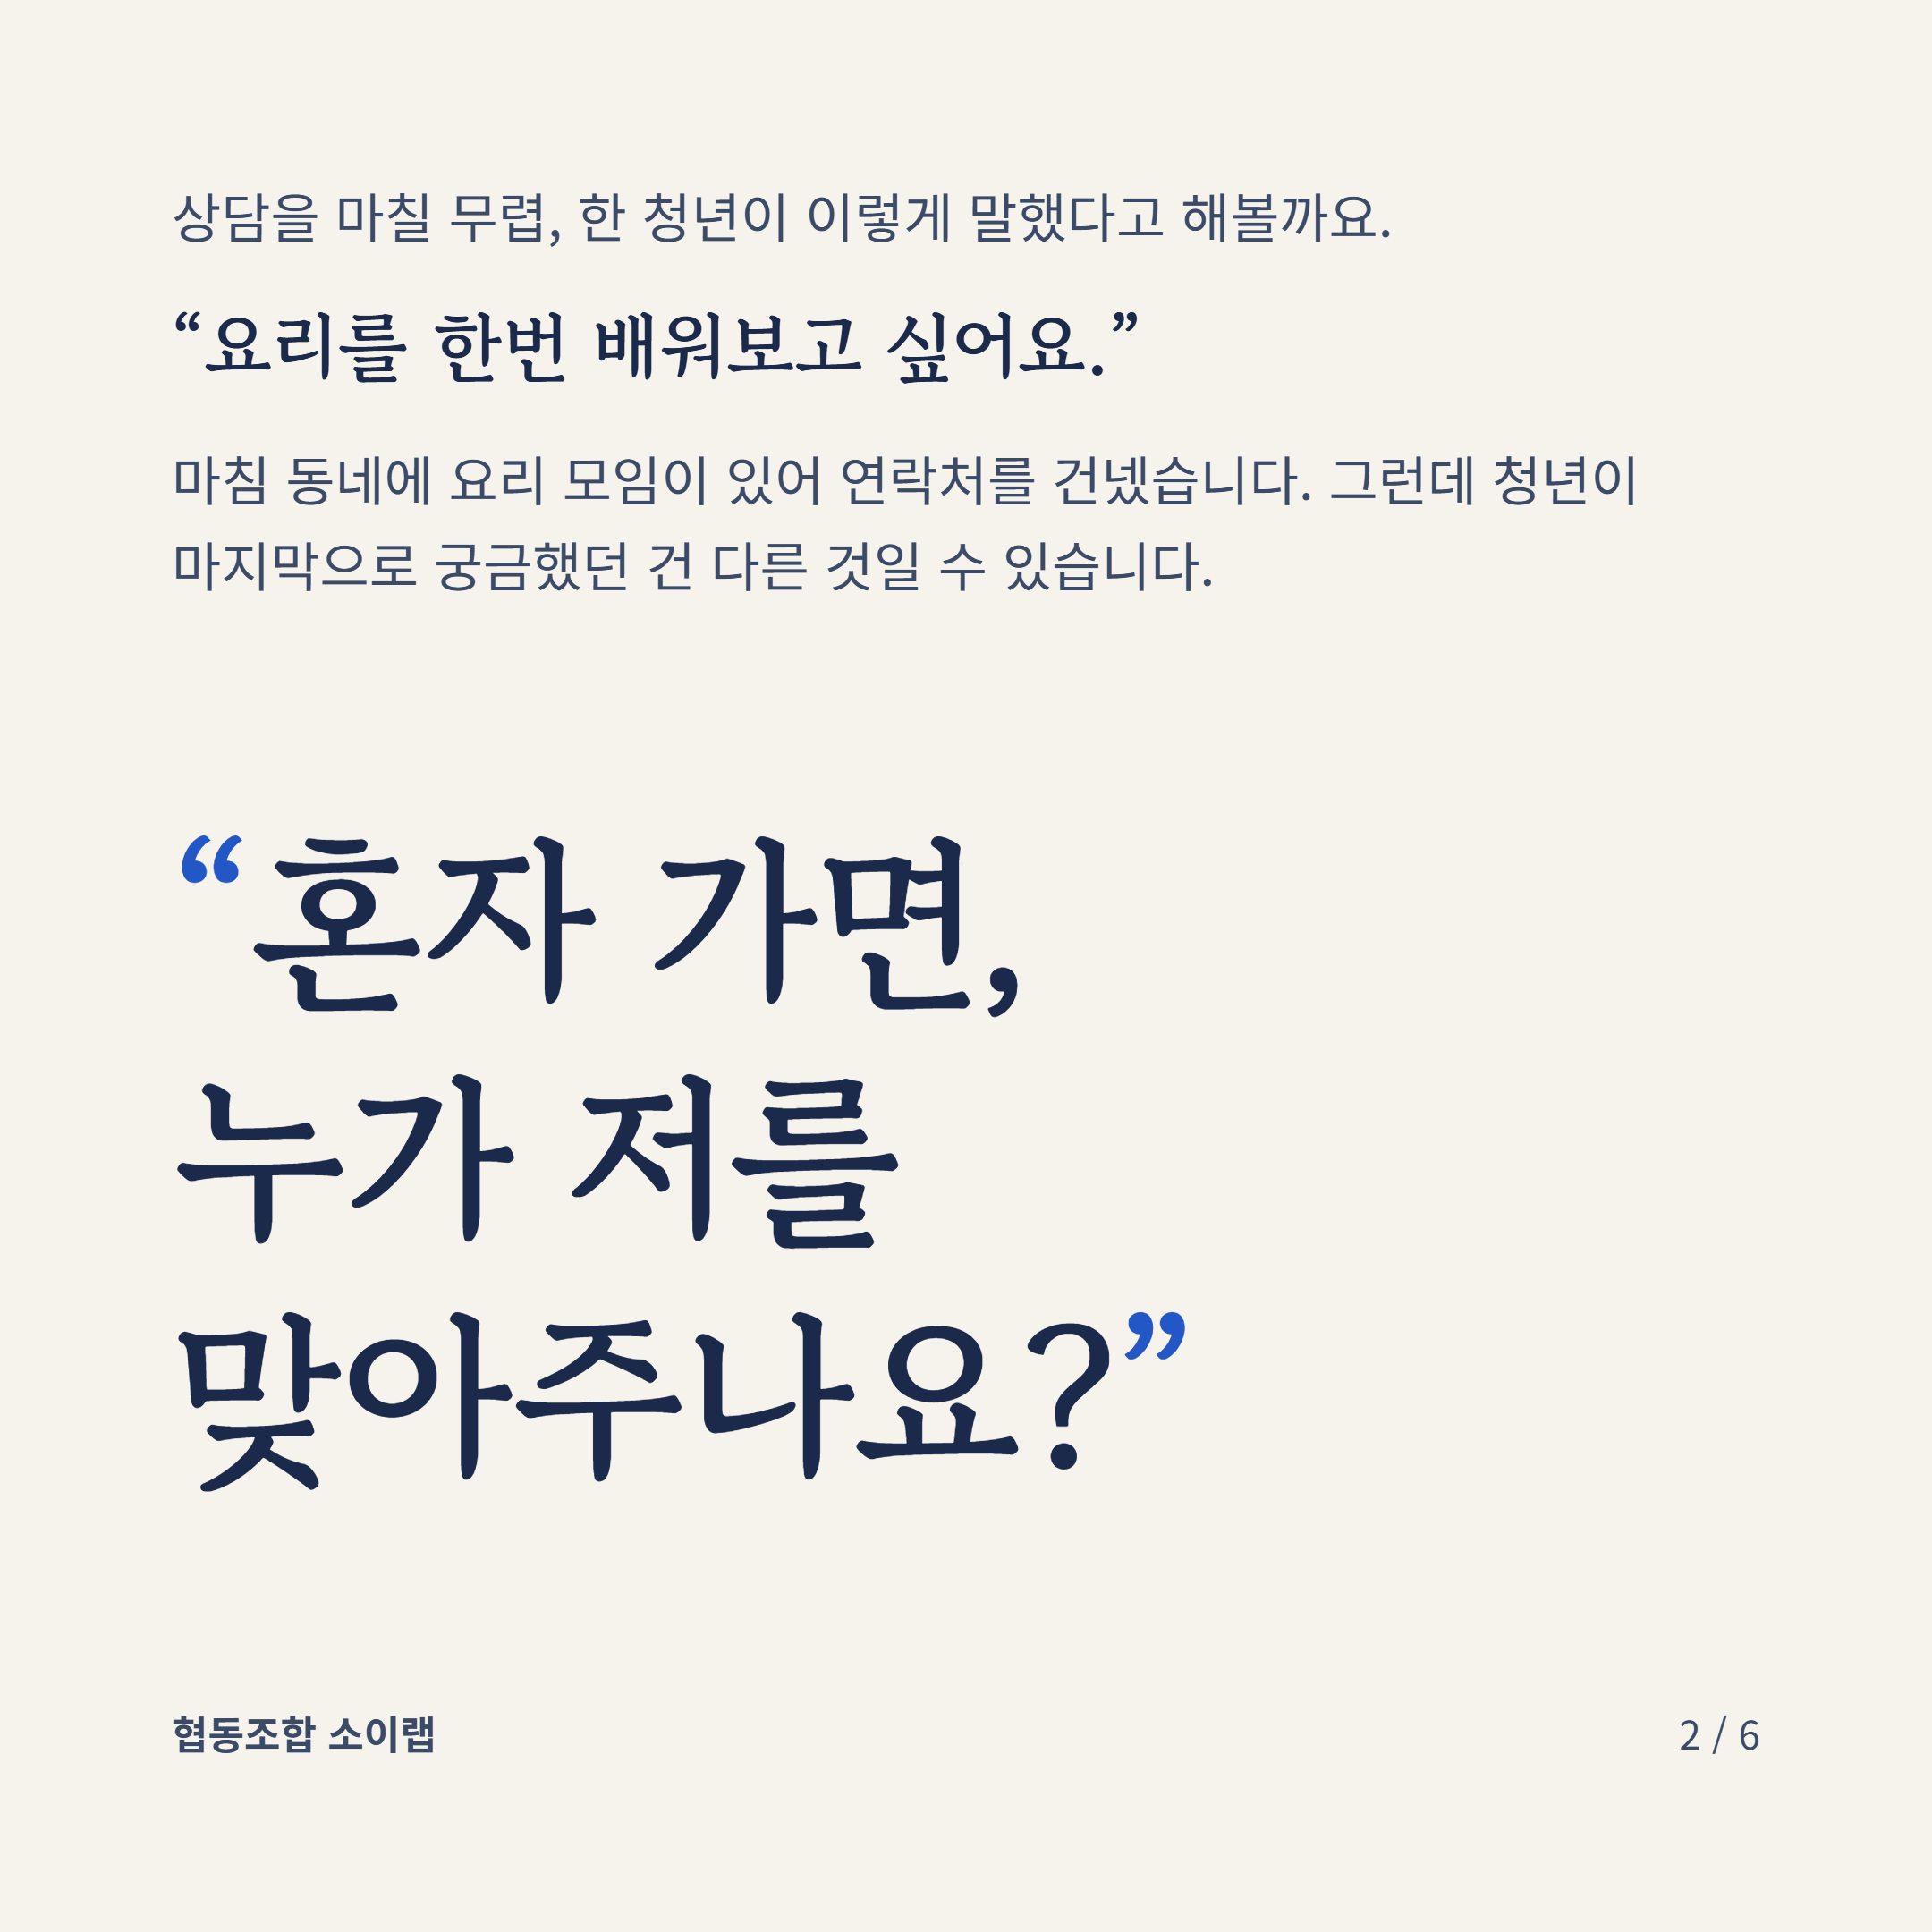 상담을 마칠 무렵, 한 청년이 이렇게 말했다고 해볼까요.
“요리를 한번 배워보고 싶어요.”
마침 동네에 요리 모임이 있어 연락처를 건넸습니다. 그런데 청년이
마지막으로 궁금했던 건 다른 것일 수 있습니다.
“혼자 가면,
누가 저를
맞아주나요?”
협동조합 소이랩
2 / 6